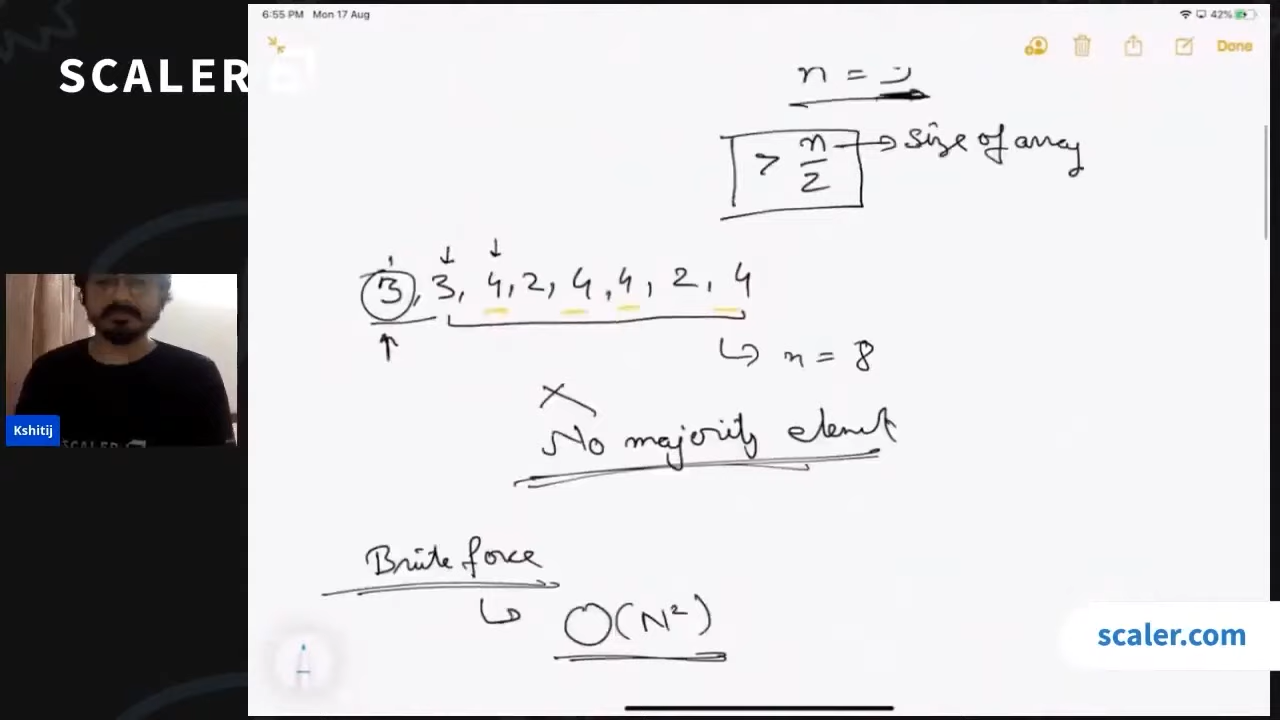 6:55 PM Mon 17 Aug
42%
SCALER
Done
n =
> n/2 → size of array
3, 3, 4, 2, 4, 4, 2, 4
n = 8
No majority element
Kshitij
SCALER
Brute force
O(N²)
scaler.com